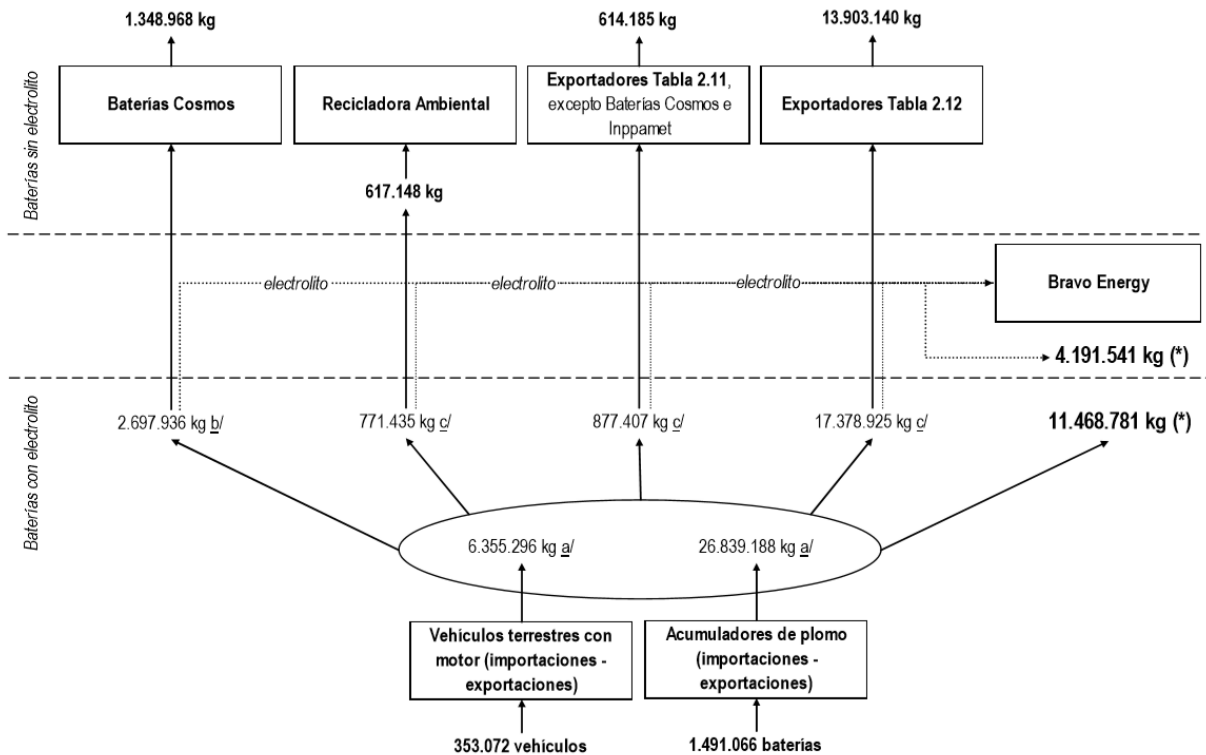 1.348.968 kg
614.185 kg
13.903.140 kg
Baterías sin electrolito
Baterías Cosmos
Recicladora Ambiental
Exportadores Tabla 2.11,
excepto Baterías Cosmos e
Inppamet
Exportadores Tabla 2.12
617.148 kg
electrolito
electrolito
electrolito
Bravo Energy
4.191.541 kg (*)
Baterías con electrolito
2.697.936 kg b/
771.435 kg c/
877.407 kg c/
17.378.925 kg c/
11.468.781 kg (*)
6.355.296 kg a/
26.839.188 kg a/
Vehículos terrestres con
motor (importaciones -
exportaciones)
Acumuladores de plomo
(importaciones -
exportaciones)
353.072 vehículos
1.491.066 baterías